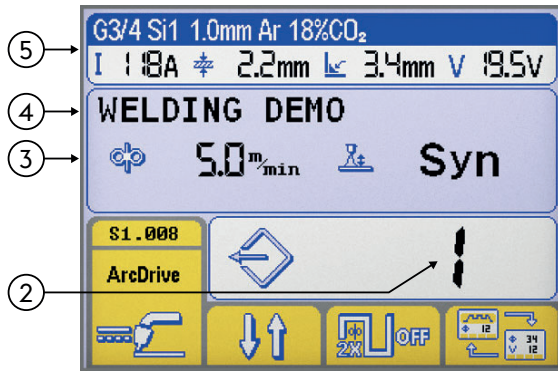 G3/4 Si1 1.0mm Ar 18%CO₂
5
I 118A 2.2mm 3.4mm V 19.5V
4
WELDING DEMO
3
5.0 m/min Syn
S1.008
ArcDrive
1
2
2X OFF
12
34
V 12